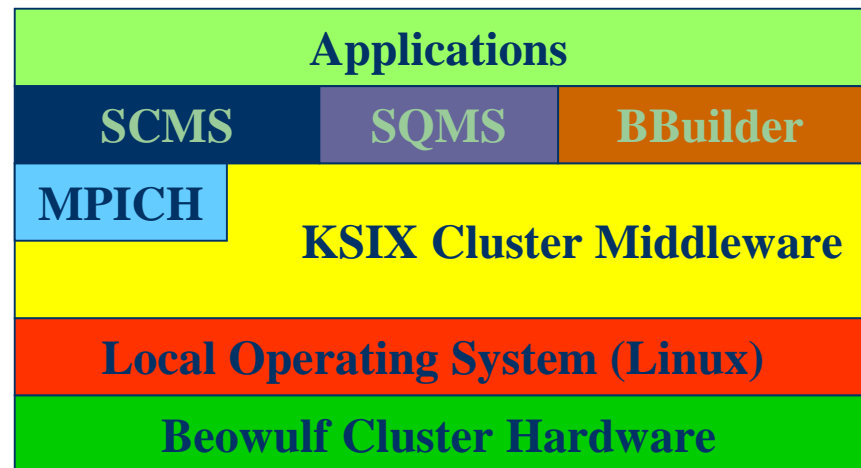 Applications
SCMS SQMS BBuilder
MPICH
KSIX Cluster Middleware
Local Operating System (Linux)
Beowulf Cluster Hardware